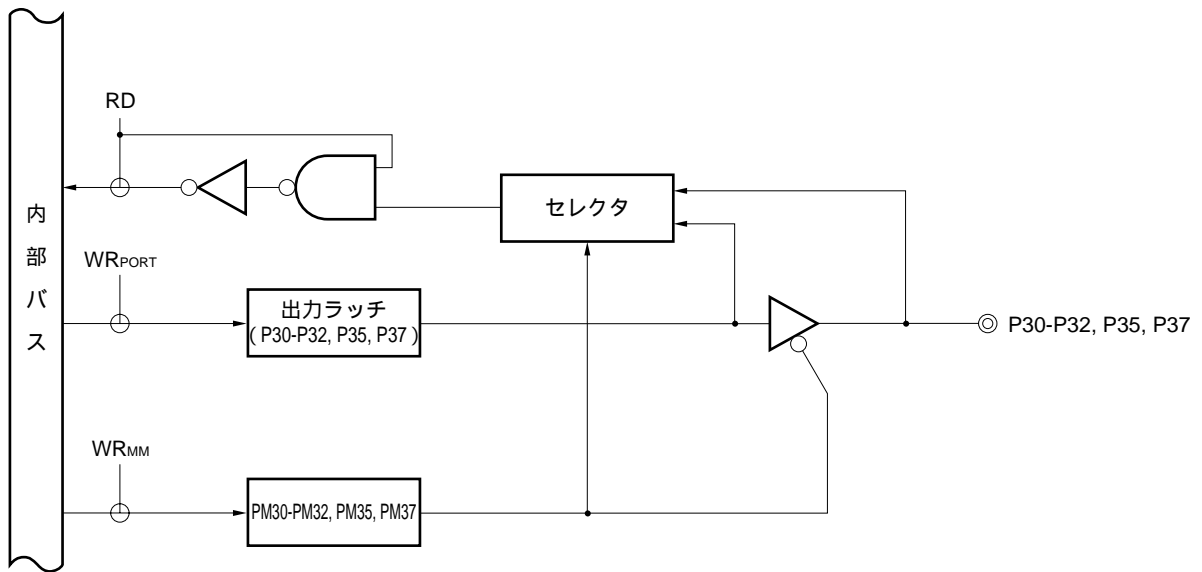 RD
内部バス
セレクタ
WRPORT
出力ラッチ
( P30-P32, P35, P37 )
P30-P32, P35, P37
WRMM
PM30-PM32, PM35, PM37